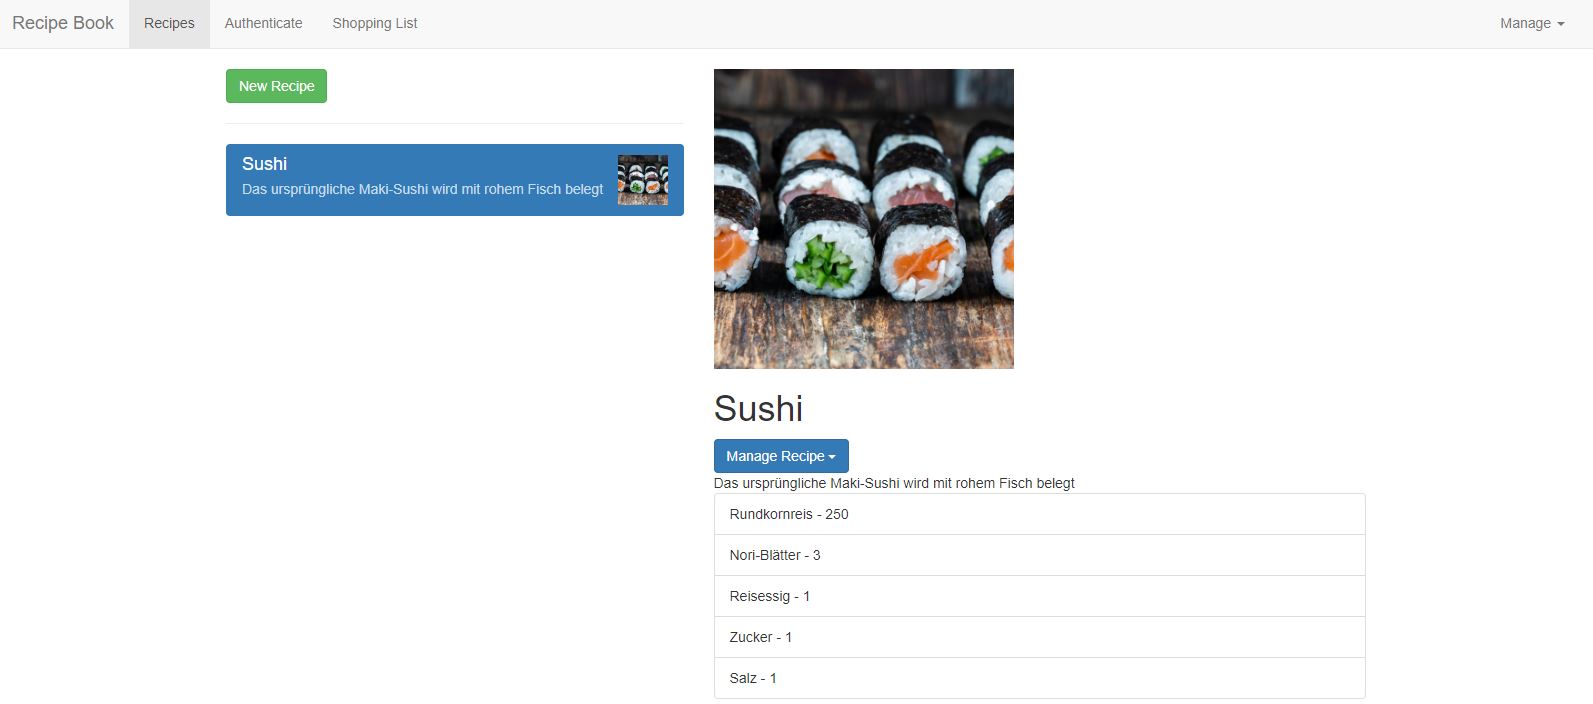 Recipe Book Recipes Authenticate Shopping List Manage
New Recipe
Sushi
Das ursprüngliche Maki-Sushi wird mit rohem Fisch belegt
Sushi
Manage Recipe
Das ursprüngliche Maki-Sushi wird mit rohem Fisch belegt
Rundkornreis - 250
Nori-Blätter - 3
Reisessig - 1
Zucker - 1
Salz - 1